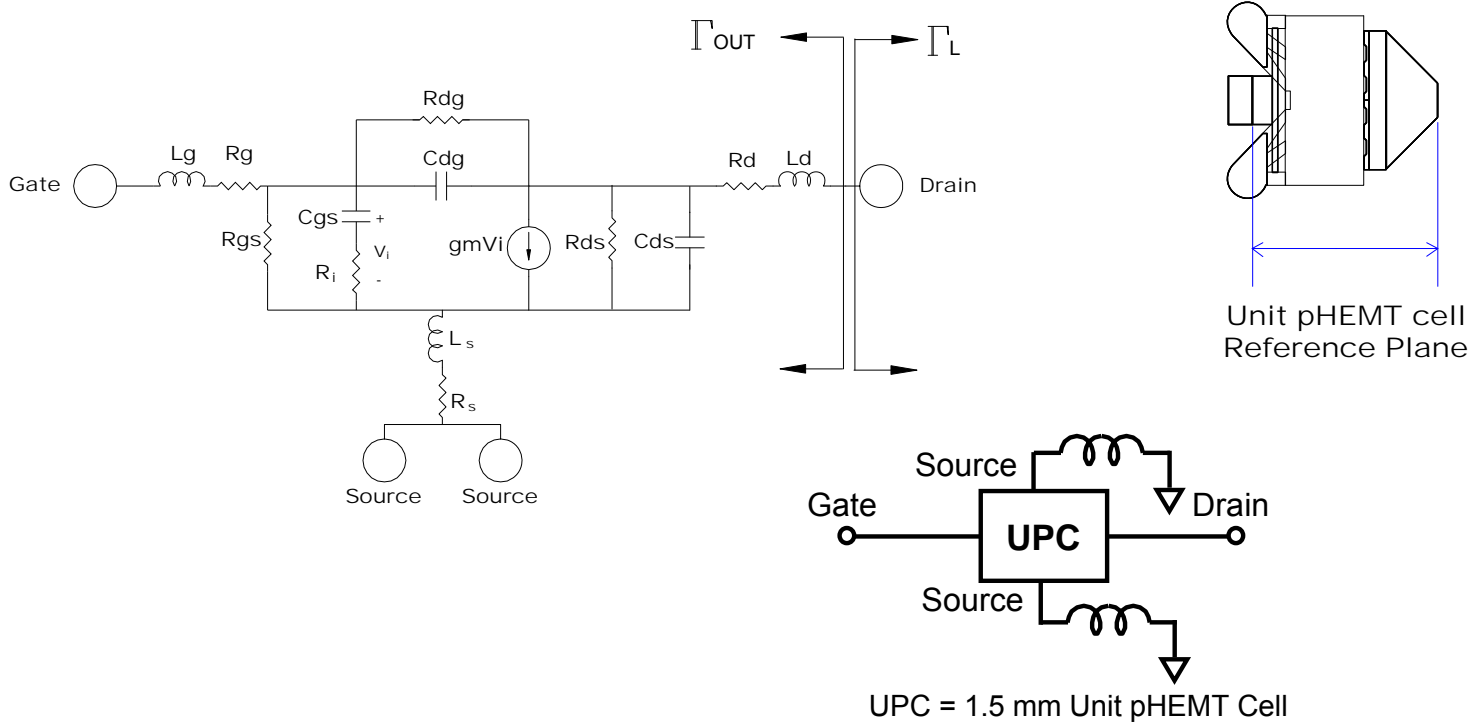 ΓOUT
ΓL
Rdg
Cdg
Lg
Rg
Rd
Ld
Gate
Drain
Cgs
+
Vi
-
Rgs
Ri
gmVi
Rds
Cds
Ls
Rs
Source
Source
Unit pHEMT cell
Reference Plane
Source
Gate
Drain
UPC
Source
UPC = 1.5 mm Unit pHEMT Cell